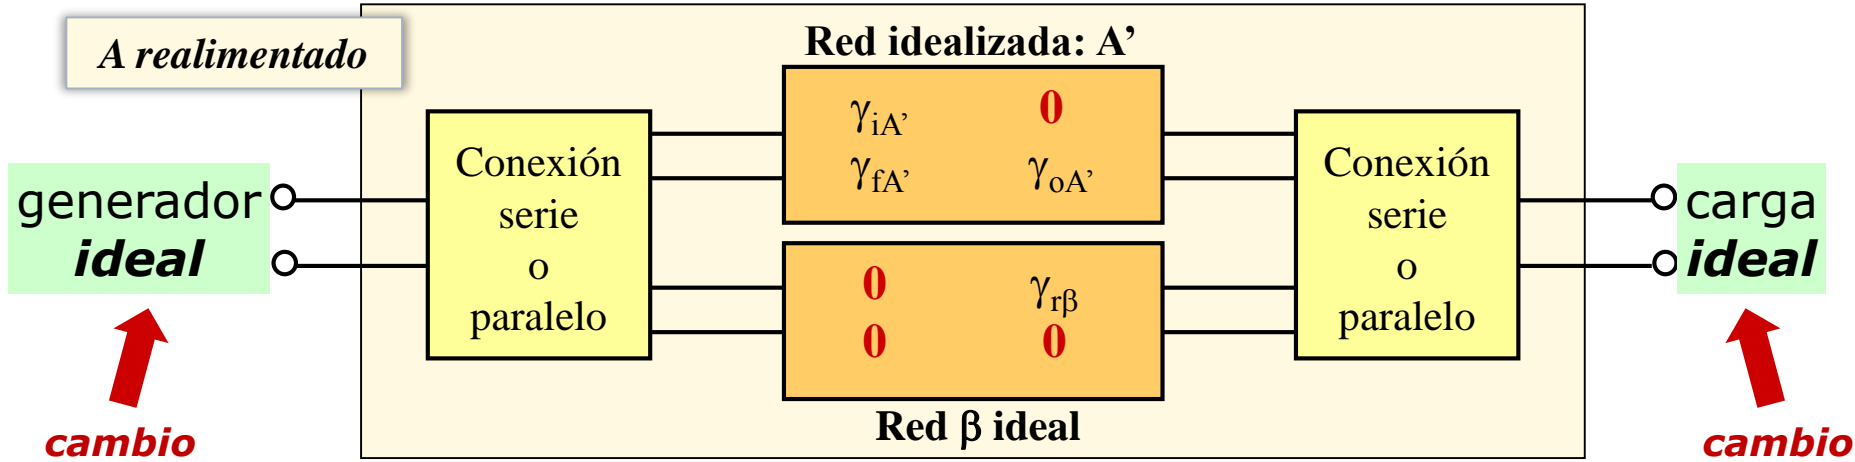 A realimentado
Red idealizada: A’
γiA’ 0
γfA’ γoA’
Conexión
serie
o
paralelo
Conexión
serie
o
paralelo
generador
ideal
carga
ideal
0 γrβ
0 0
Red β ideal
cambio
cambio